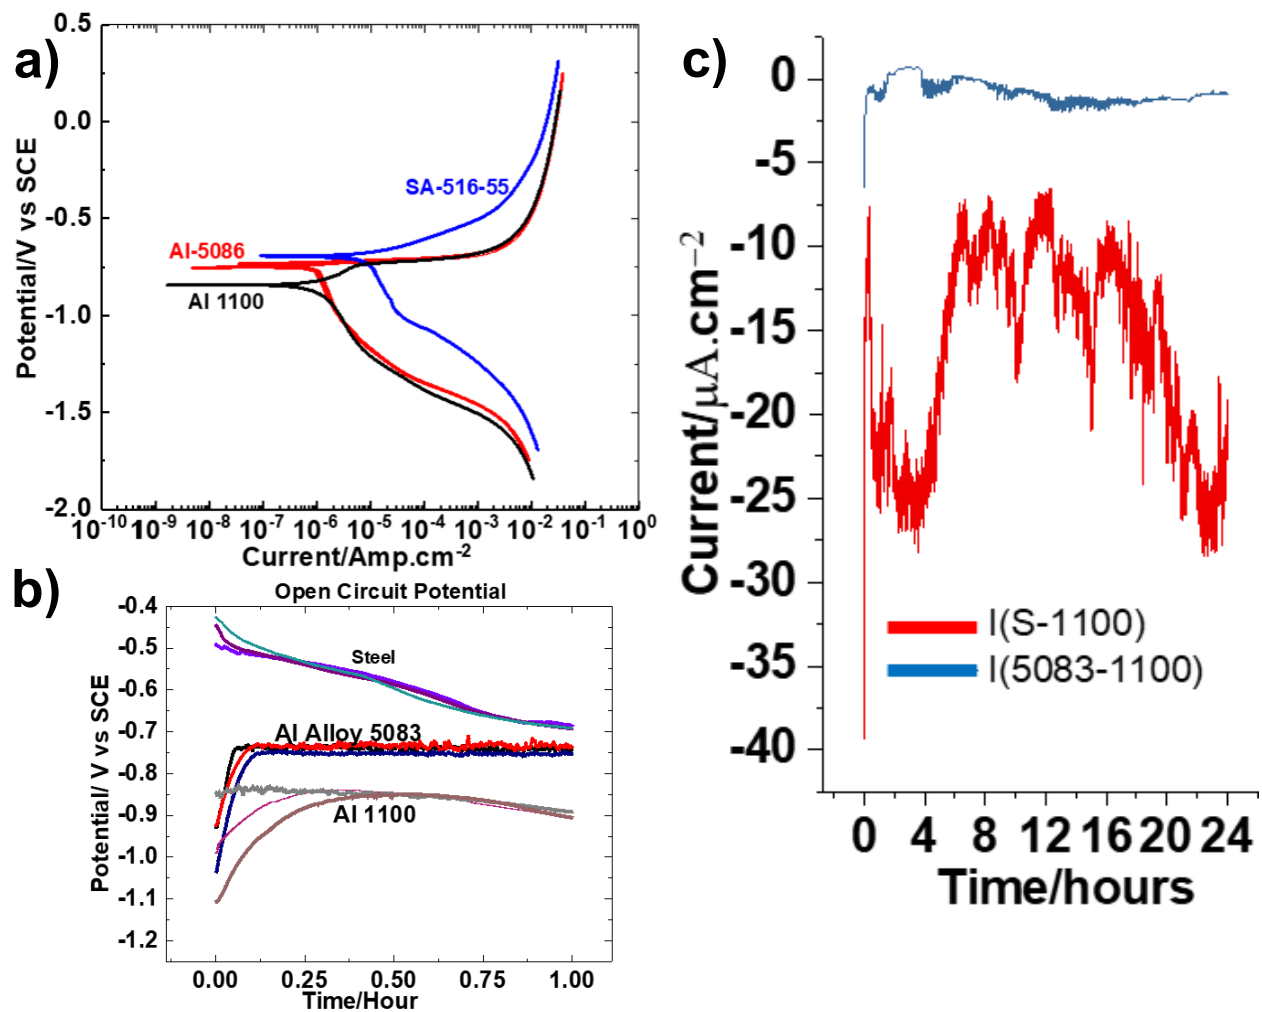 a)
0.5
0.0
-0.5
-1.0
-1.5
-2.0
Potential/V vs SCE
SA-516-55
Al-5086
Al 1100
10-10 10-9 10-8 10-7 10-6 10-5 10-4 10-3 10-2 10-1 100
Current/Amp.cm-2
b)
Open Circuit Potential
-0.4
-0.5
-0.6
-0.7
-0.8
-0.9
-1.0
-1.1
-1.2
Potential/ V vs SCE
Steel
Al Alloy 5083
Al 1100
0.00 0.25 0.50 0.75 1.00
Time/Hour
c)
0
-5
-10
-15
-20
-25
-30
-35
-40
Current/μA.cm−2
I(S-1100)
I(5083-1100)
0 4 8 12 16 20 24
Time/hours